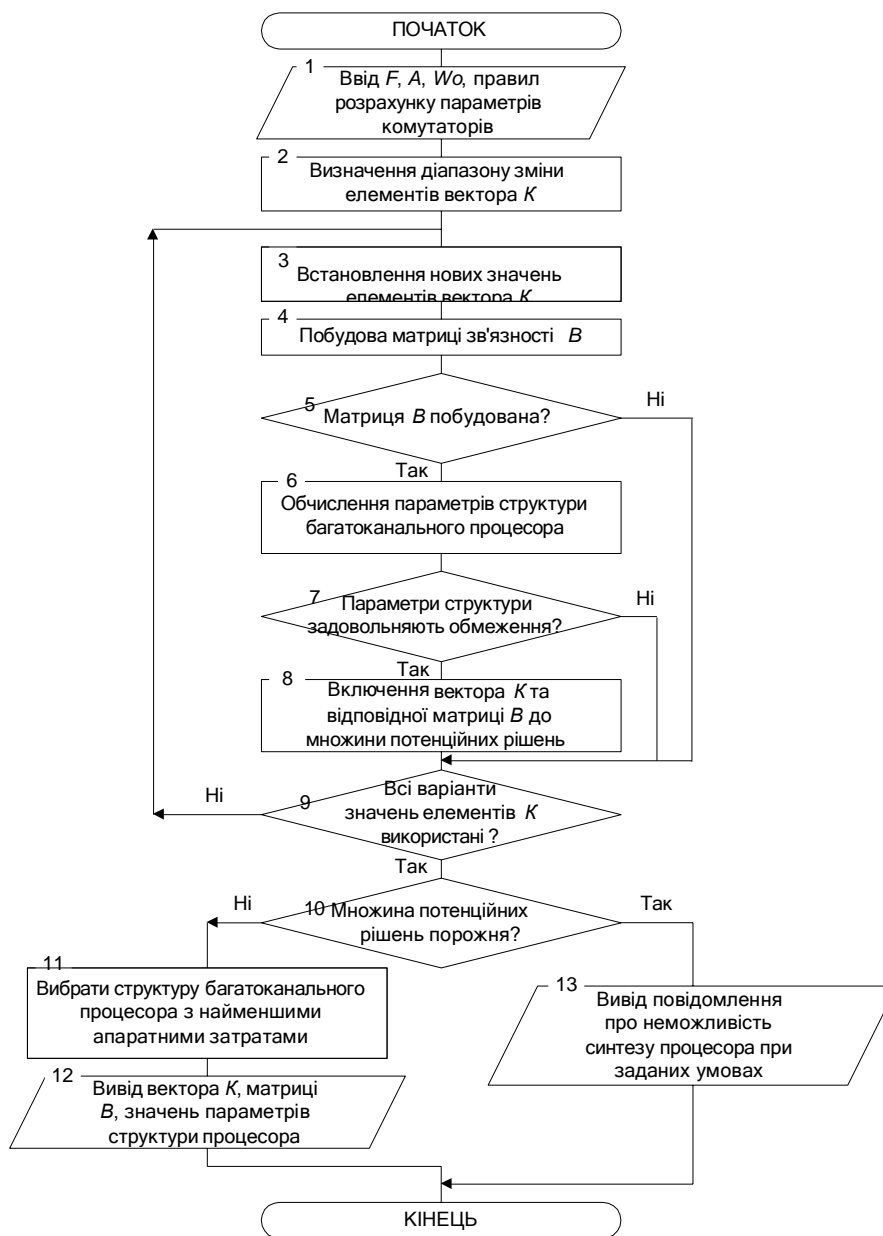 ПОЧАТОК
1
Ввід F, A, Wo, правил
розрахунку параметрів
комутаторів
2
Визначення діапазону зміни
елементів вектора К
3
Встановлення нових значень
елементів вектора К
4
Побудова матриці зв'язності В
5
Матриця В побудована?
Ні
Так
6
Обчислення параметрів структури
багатоканального процесора
7
Параметри структури
задовольняють обмеження?
Ні
Так
8
Включення вектора К та
відповідної матриці В до
множини потенційних рішень
9
Всі варіанти
значень елементів К
використані ?
Ні
Так
10
Множина потенційних
рішень порожня?
Ні
Так
11
Вибрати структуру багатоканального
процесора з найменшими
апаратними затратами
12
Вивід вектора К, матриці
В, значень параметрів
структури процесора
13
Вивід повідомлення
про неможливість
синтезу процесора при
заданих умовах
КІНЕЦЬ